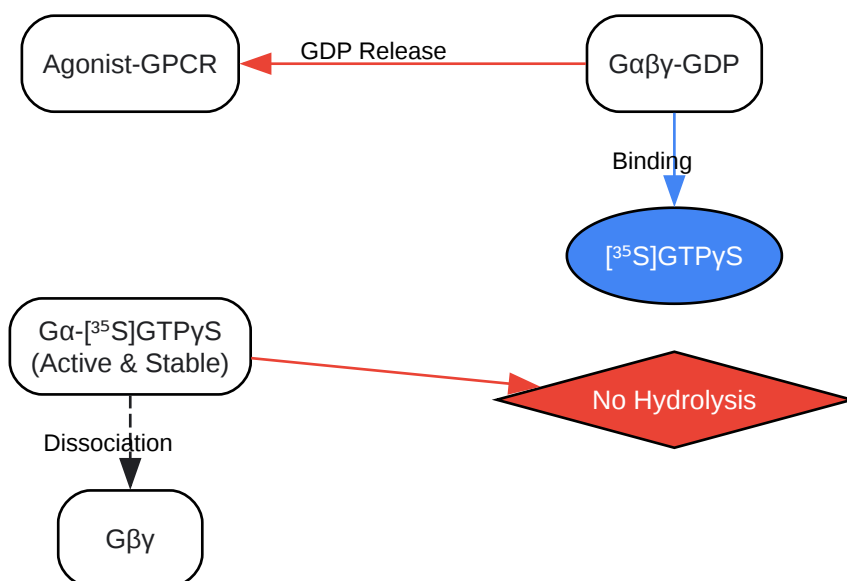 Agonist-GPCR
GDP Release
Gαβγ-GDP
Binding
[³⁵S]GTPγS
Gα-[³⁵S]GTPγS
(Active & Stable)
No Hydrolysis
Dissociation
Gβγ